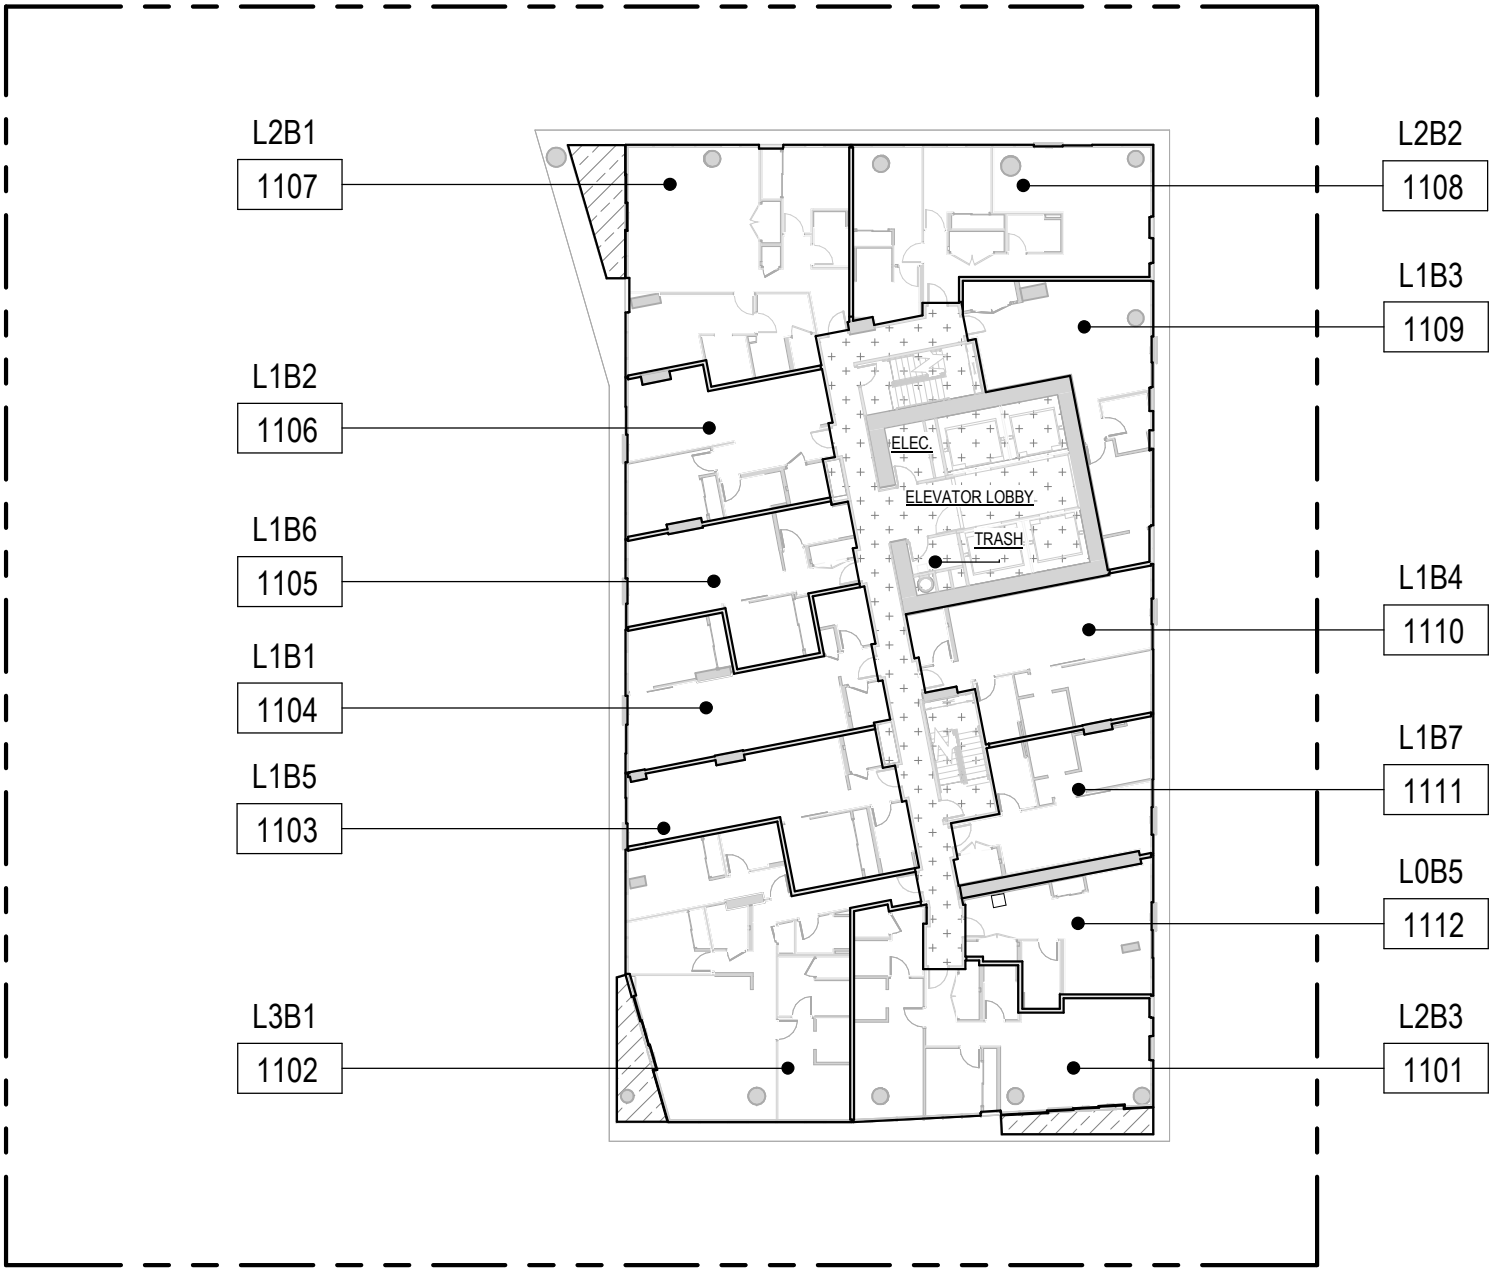 L2B1
1107
L1B2
1106
L1B6
1105
L1B1
1104
L1B5
1103
L3B1
1102
ELEC.
ELEVATOR LOBBY
TRASH
L2B2
1108
L1B3
1109
L1B4
1110
L1B7
1111
L0B5
1112
L2B3
1101